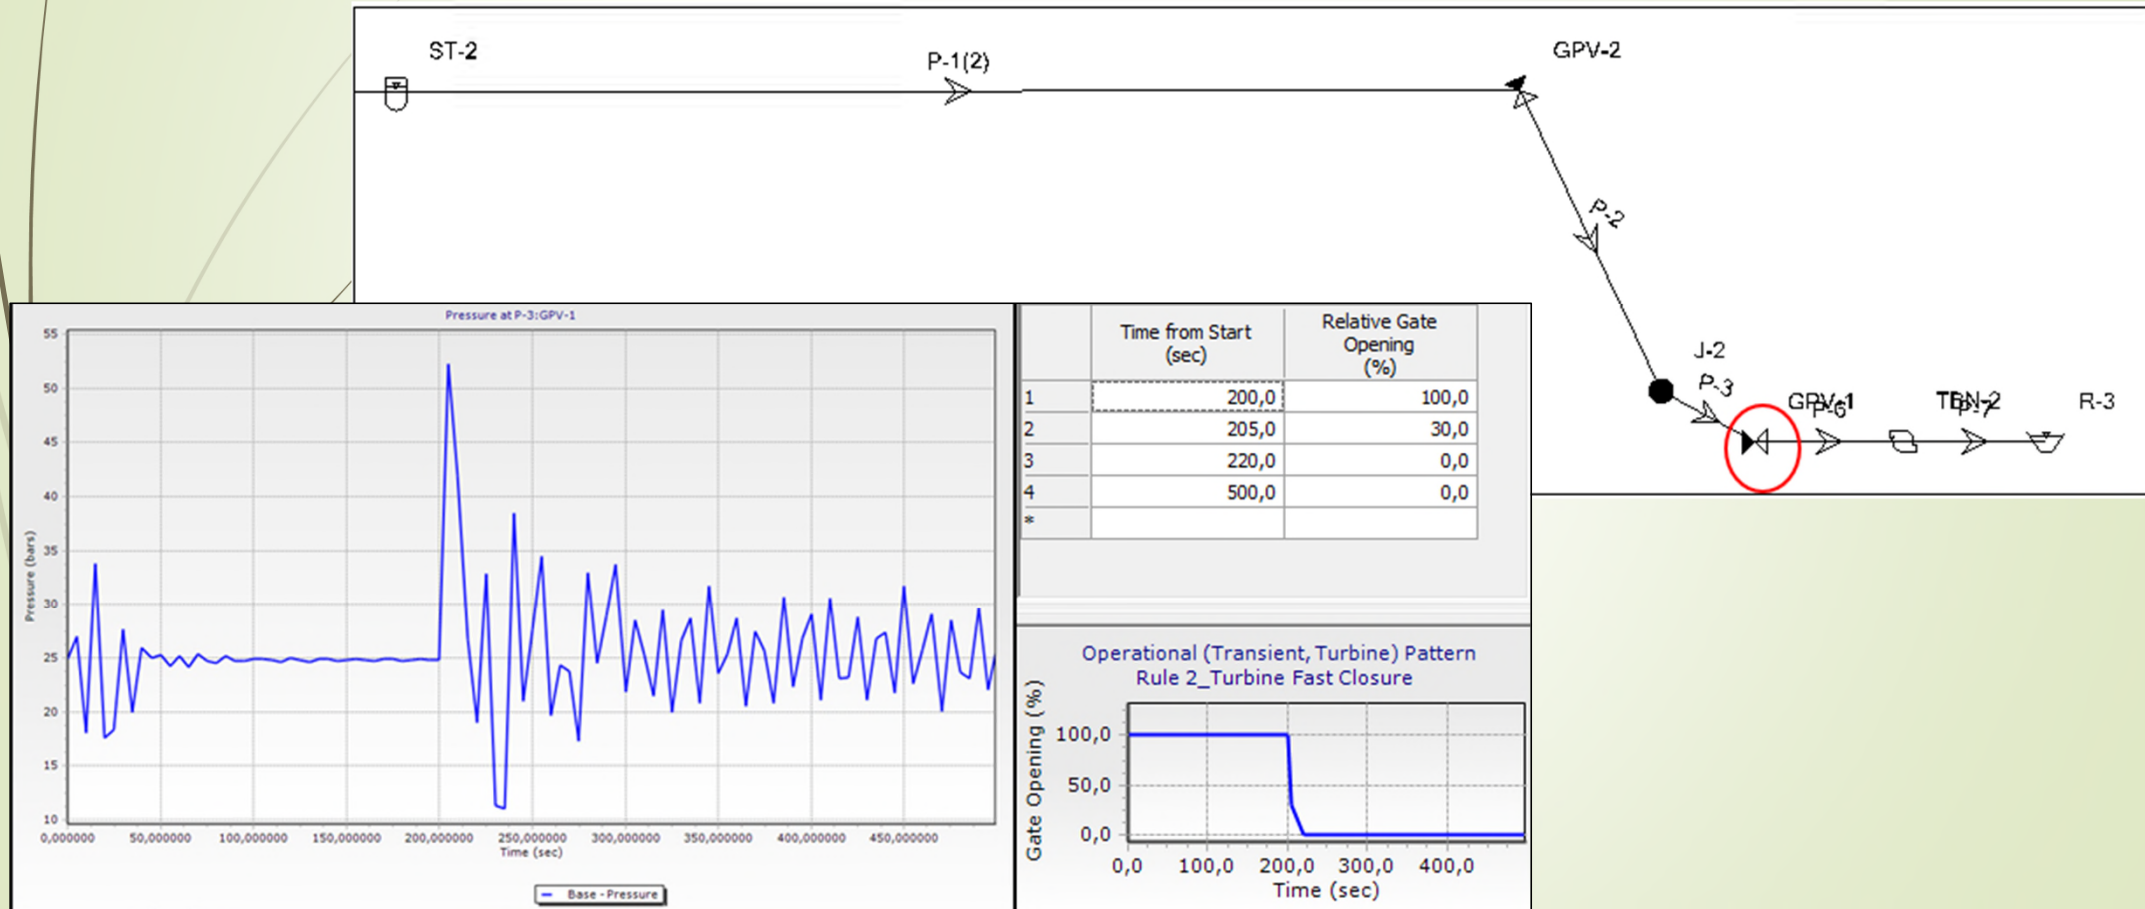 ST-2
P-1(2)
GPV-2
P-2
J-2
P-3
GPV-1
P-6
TBN-2
P-7
R-3
Pressure at P-3:GPV-1
55
50
45
40
35
30
25
20
15
10
Pressure (bars)
0,000000 50,000000 100,000000 150,000000 200,000000 250,000000 300,000000 350,000000 400,000000 450,000000
Time (sec)
Base - Pressure
Time from Start
(sec)
Relative Gate
Opening
(%)
1 200,0 100,0
2 205,0 30,0
3 220,0 0,0
4 500,0 0,0
*
Operational (Transient, Turbine) Pattern
Rule 2_Turbine Fast Closure
Gate Opening (%)
100,0
50,0
0,0
0,0 100,0 200,0 300,0 400,0
Time (sec)